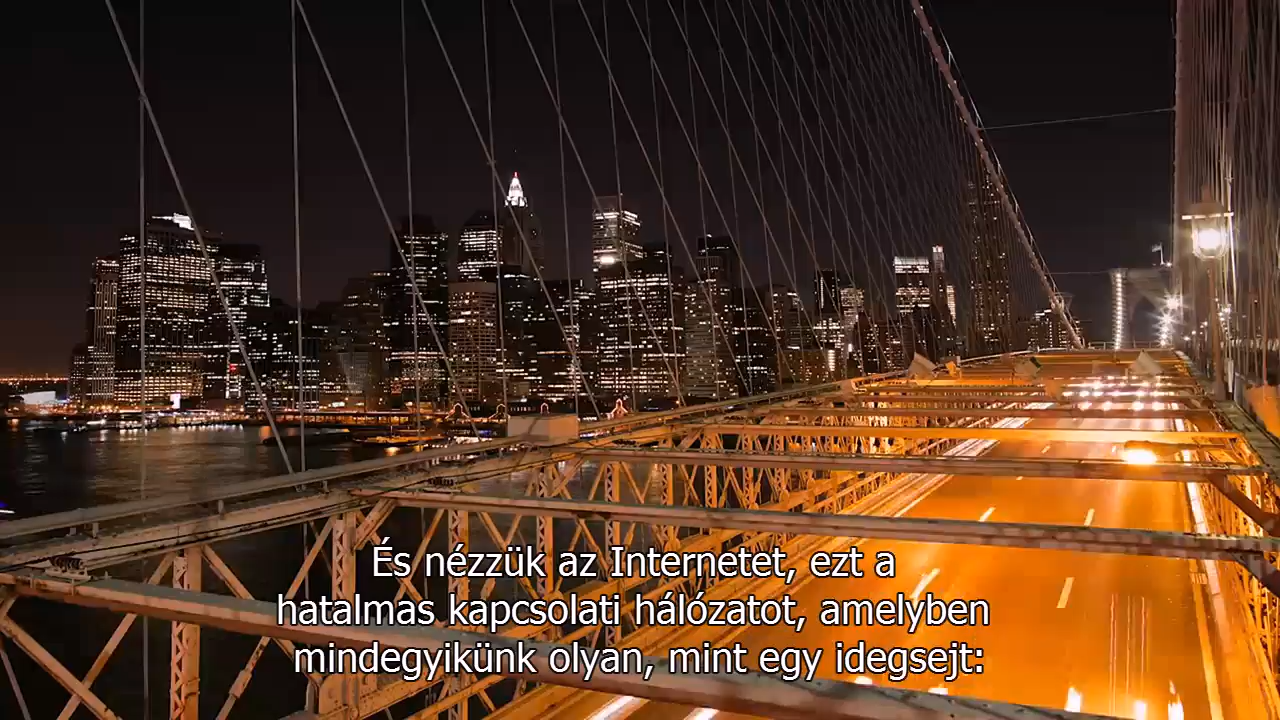 És nézzük az Internetet, ezt a
hatalmas kapcsolati hálózatot, amelyben
mindegyikünk olyan, mint egy idegsejt: